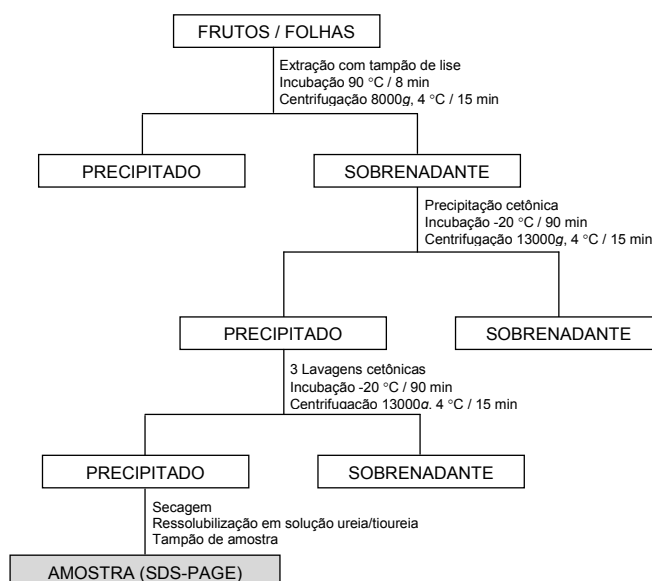 FRUTOS / FOLHAS
Extração com tampão de lise
Incubação 90 °C / 8 min
Centrifugação 8000g, 4 °C / 15 min
PRECIPITADO
SOBRENADANTE
Precipitação cetônica
Incubação -20 °C / 90 min
Centrifugação 13000g, 4 °C / 15 min
PRECIPITADO
SOBRENADANTE
3 Lavagens cetônicas
Incubação -20 °C / 90 min
Centrifugação 13000g, 4 °C / 15 min
PRECIPITADO
SOBRENADANTE
Secagem
Ressolubilização em solução ureia/tioureia
Tampão de amostra
AMOSTRA (SDS-PAGE)